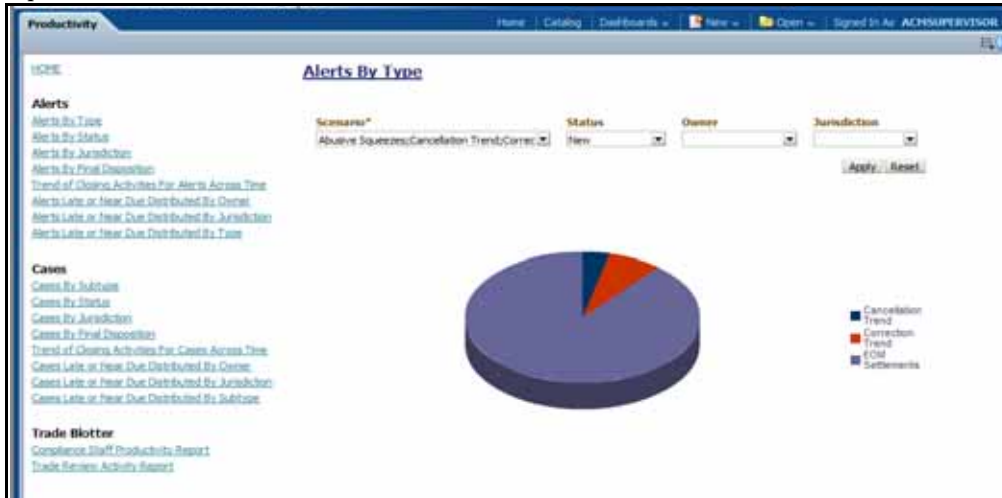 Productivity
Home Catalog Dashboards New Open Signed In As ACMSUPERVISOR
HOME
Alerts By Type
Alerts
Alerts By Type
Alerts By Status
Alerts By Jurisdiction
Alerts By Final Disposition
Trend of Closing Activities For Alerts Across Time
Alerts Late or Near Due Distributed By Owner
Alerts Late or Near Due Distributed By Jurisdiction
Alerts Late or Near Due Distributed By Type
Scenario* Status Owner Jurisdiction
Abusive Squeezes;Cancellation Trend;Correc New
Apply Reset
Cases
Cases By Subtype
Cases By Status
Cases By Jurisdiction
Cases By Final Disposition
Trend of Closing Activities For Cases Across Time
Cases Late or Near Due Distributed By Owner
Cases Late or Near Due Distributed By Jurisdiction
Cases Late or Near Due Distributed By Subtype
Cancellation
Trend
Correction
Trend
EOM
Settlements
Trade Blotter
Compliance Staff Productivity Report
Trade Review Activity Report